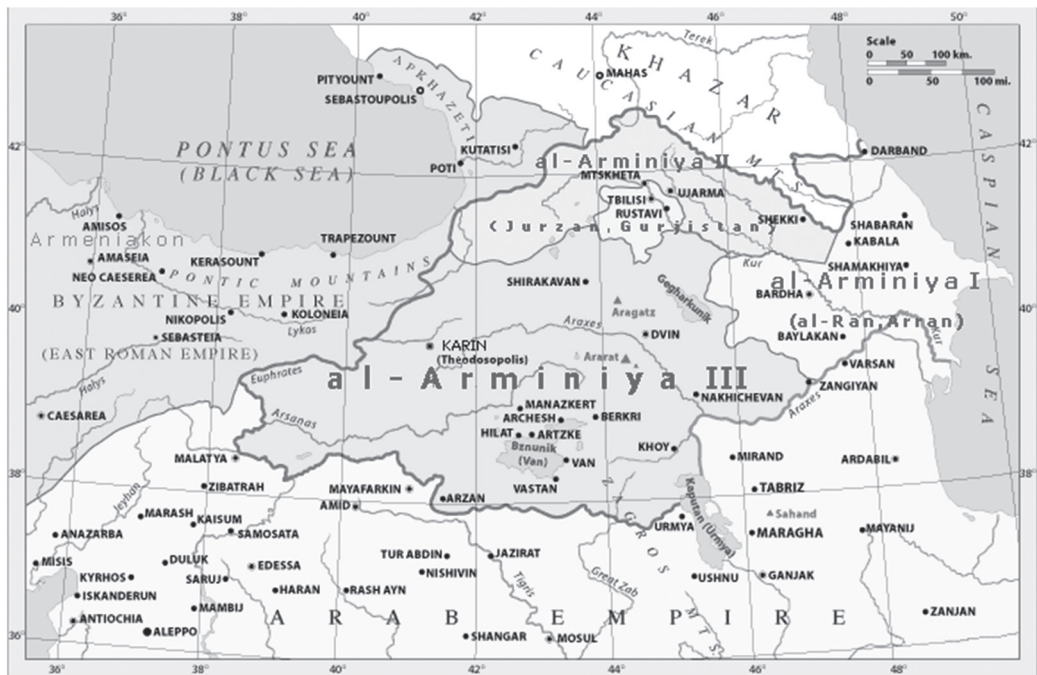 36°
38°
40°
42°
44°
46°
48°
50°
Scale
0 50 100 km.
0 50 100 mi.
Terek
KHAZAR
CAUCASIAN MTS
MAHAS
APKHAZETI
PITYOUNT
SEBASTOUPOLIS
42°
42°
PONTUS SEA
(BLACK SEA)
KUTATISI
POTI
DARBAND
CASPIAN SEA
al-Arminiya II
MTSKHETA
UJARMA
TBILISI
RUSTAVI
SHEKKI
(Jurzan,Gurjistan)
SHABARAN
KABALA
SHAMAKHIYA
Halys
AMISOS
Armeniakon
AMASEIA
NEO CAESEREA
KERASOUNT
TRAPEZOUNT
PONTIC MOUNTAINS
BYZANTINE EMPIRE
NIKOPOLIS
KOLONEIA
Lykos
SEBASTEIA
(EAST ROMAN EMPIRE)
Halys
CAESAREA
SHIRAKAVAN
Aragatz
Gegharkunik
Kur
al-Arminiya I
BARDHA
(al-Ran,Arran)
BAYLAKAN
Kur
40°
40°
Araxes
DVIN
KARIN
(Theodosopolis)
Ararat
VARSAN
ZANGIYAN
Euphrates
al-Arminiya III
NAKHICHEVAN
Araxes
Arsanas
MANAZKERT
ARCHESH
BERKRI
HILAT
ARTZKE
Bznunik
(Van)
VAN
VASTAN
KHOY
MIRAND
ARDABIL
38°
38°
MALATYA
ZIBATRAH
MAYAFARKIN
ARZAN
AMID
ZAGROS MTS.
Kaputan (Urmya)
URMYA
TABRIZ
Sahand
MARAGHA
MAYANIJ
Jeyhan
MARASH
KAISUM
SAMOSATA
ANAZARBA
MISIS
DULUK
KYRHOS
SARUJ
EDESSA
ISKANDERUN
HARAN
RASH AYN
TUR ABDIN
NISHIVIN
JAZIRAT
Tigris
Great Zab
USHNU
GANJAK
MAMBIJ
ANTIOCHIA
ALEPPO
ARAB EMPIRE
SHANGAR
MOSUL
ZANJAN
36°
36°
36°
38°
40°
42°
44°
46°
48°